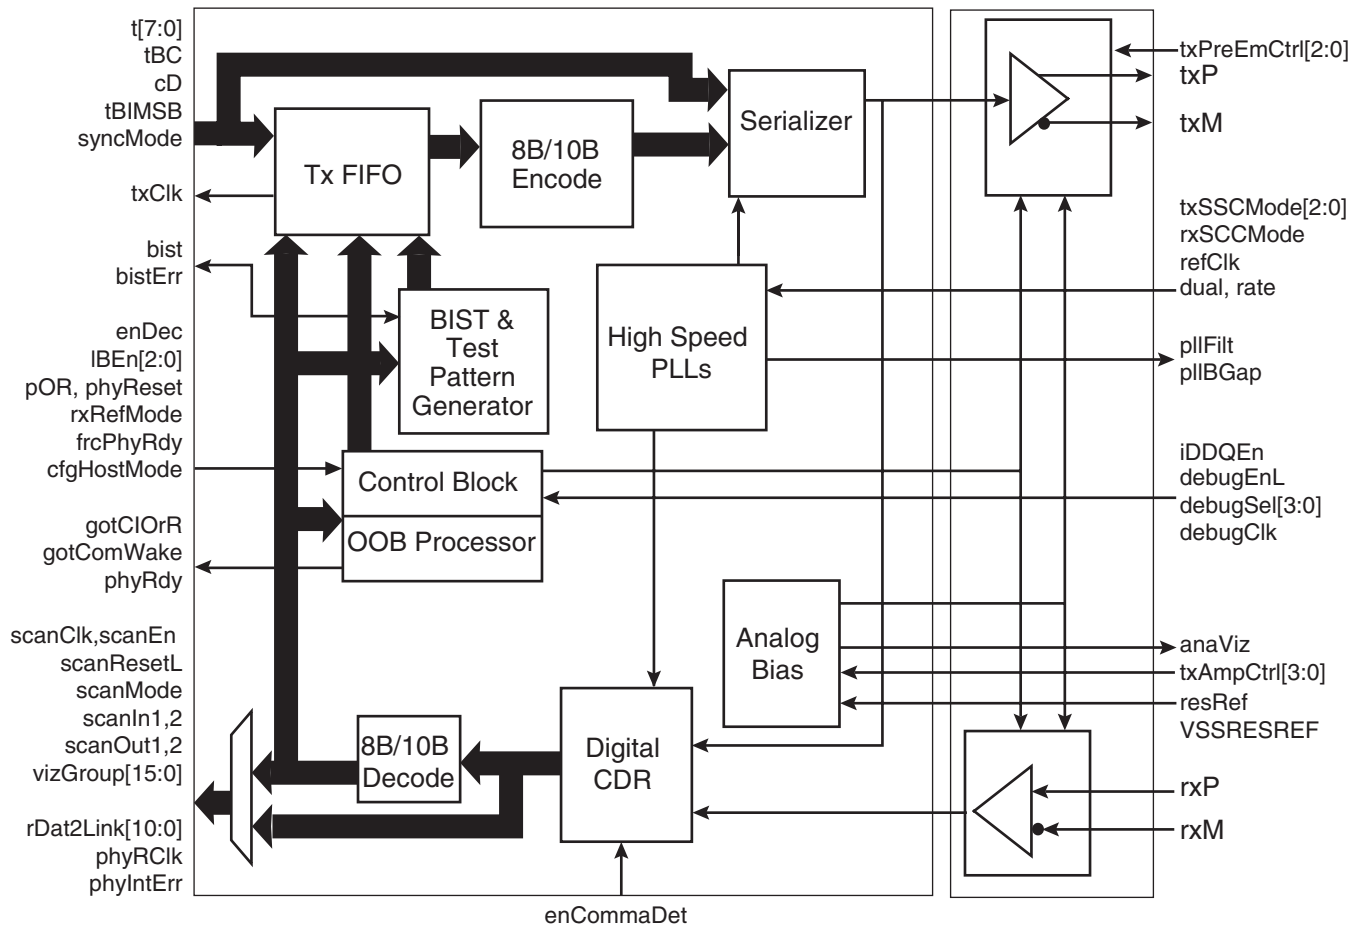 t[7:0]
tBC
cD
tBIMSB
syncMode
txClk
bist
bistErr
enDec
lBEn[2:0]
pOR, phyReset
rxRefMode
frcPhyRdy
cfgHostMode
gotCIOrR
gotComWake
phyRdy
scanClk,scanEn
scanResetL
scanMode
scanIn1,2
scanOut1,2
vizGroup[15:0]
rDat2Link[10:0]
phyRClk
phyIntErr
Tx FIFO
8B/10B
Encode
Serializer
BIST &
Test
Pattern
Generator
High Speed
PLLs
Control Block
OOB Processor
Analog
Bias
8B/10B
Decode
Digital
CDR
enCommaDet
txPreEmCtrl[2:0]
txP
txM
txSSCMode[2:0]
rxSCCMode
refClk
dual, rate
pllFilt
pllBGap
iDDQEn
debugEnL
debugSel[3:0]
debugClk
anaViz
txAmpCtrl[3:0]
resRef
VSSRESREF
rxP
rxM